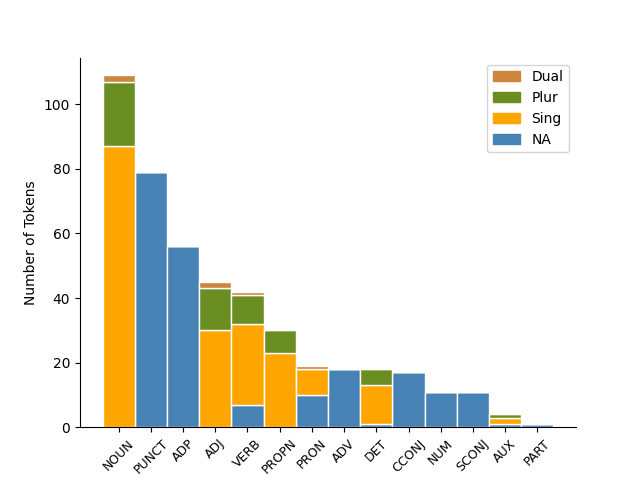 Dual
Plur
Sing
NA
Number of Tokens
100
80
60
40
20
0
NOUN
PUNCT
ADP
ADJ
VERB
PROPN
PRON
ADV
DET
CCONJ
NUM
SCONJ
AUX
PART